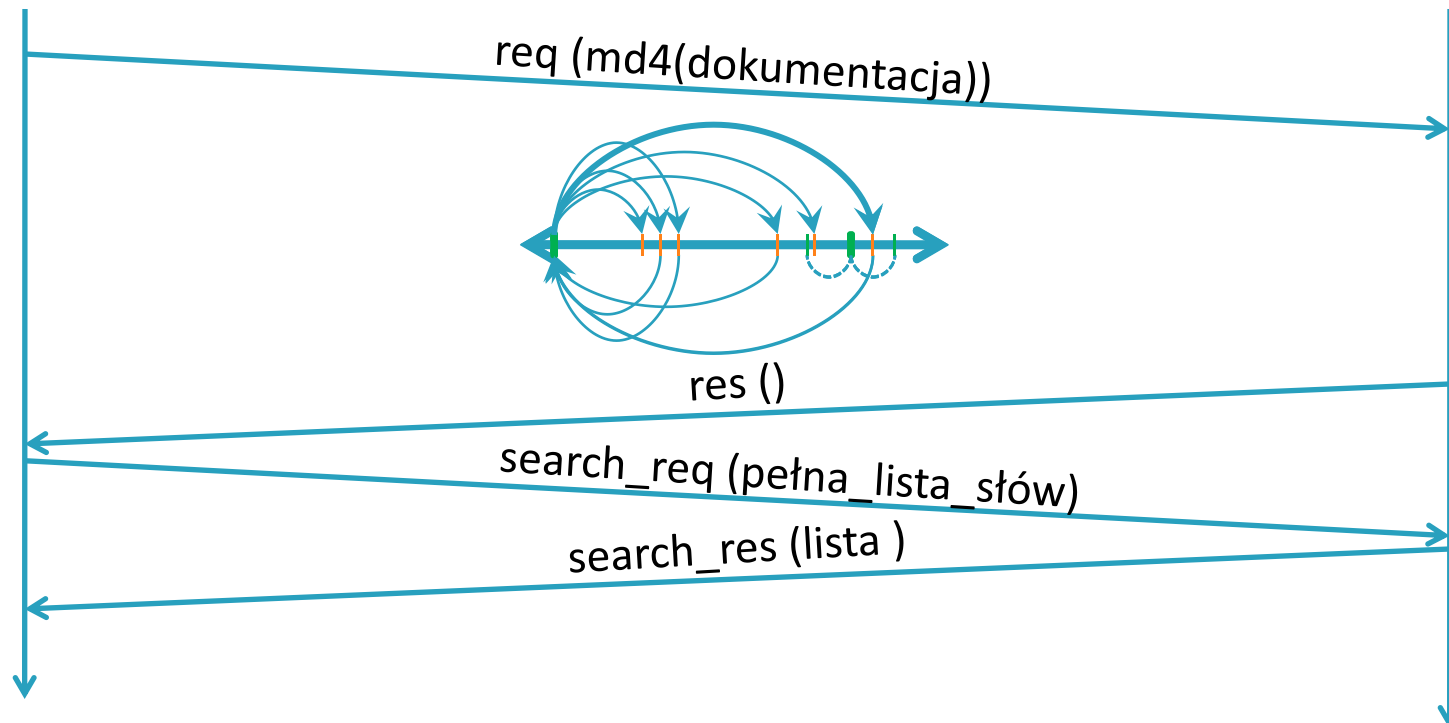 req (md4(dokumentacja))
res ()
search_req (pełna_lista_słów)
search_res (lista )